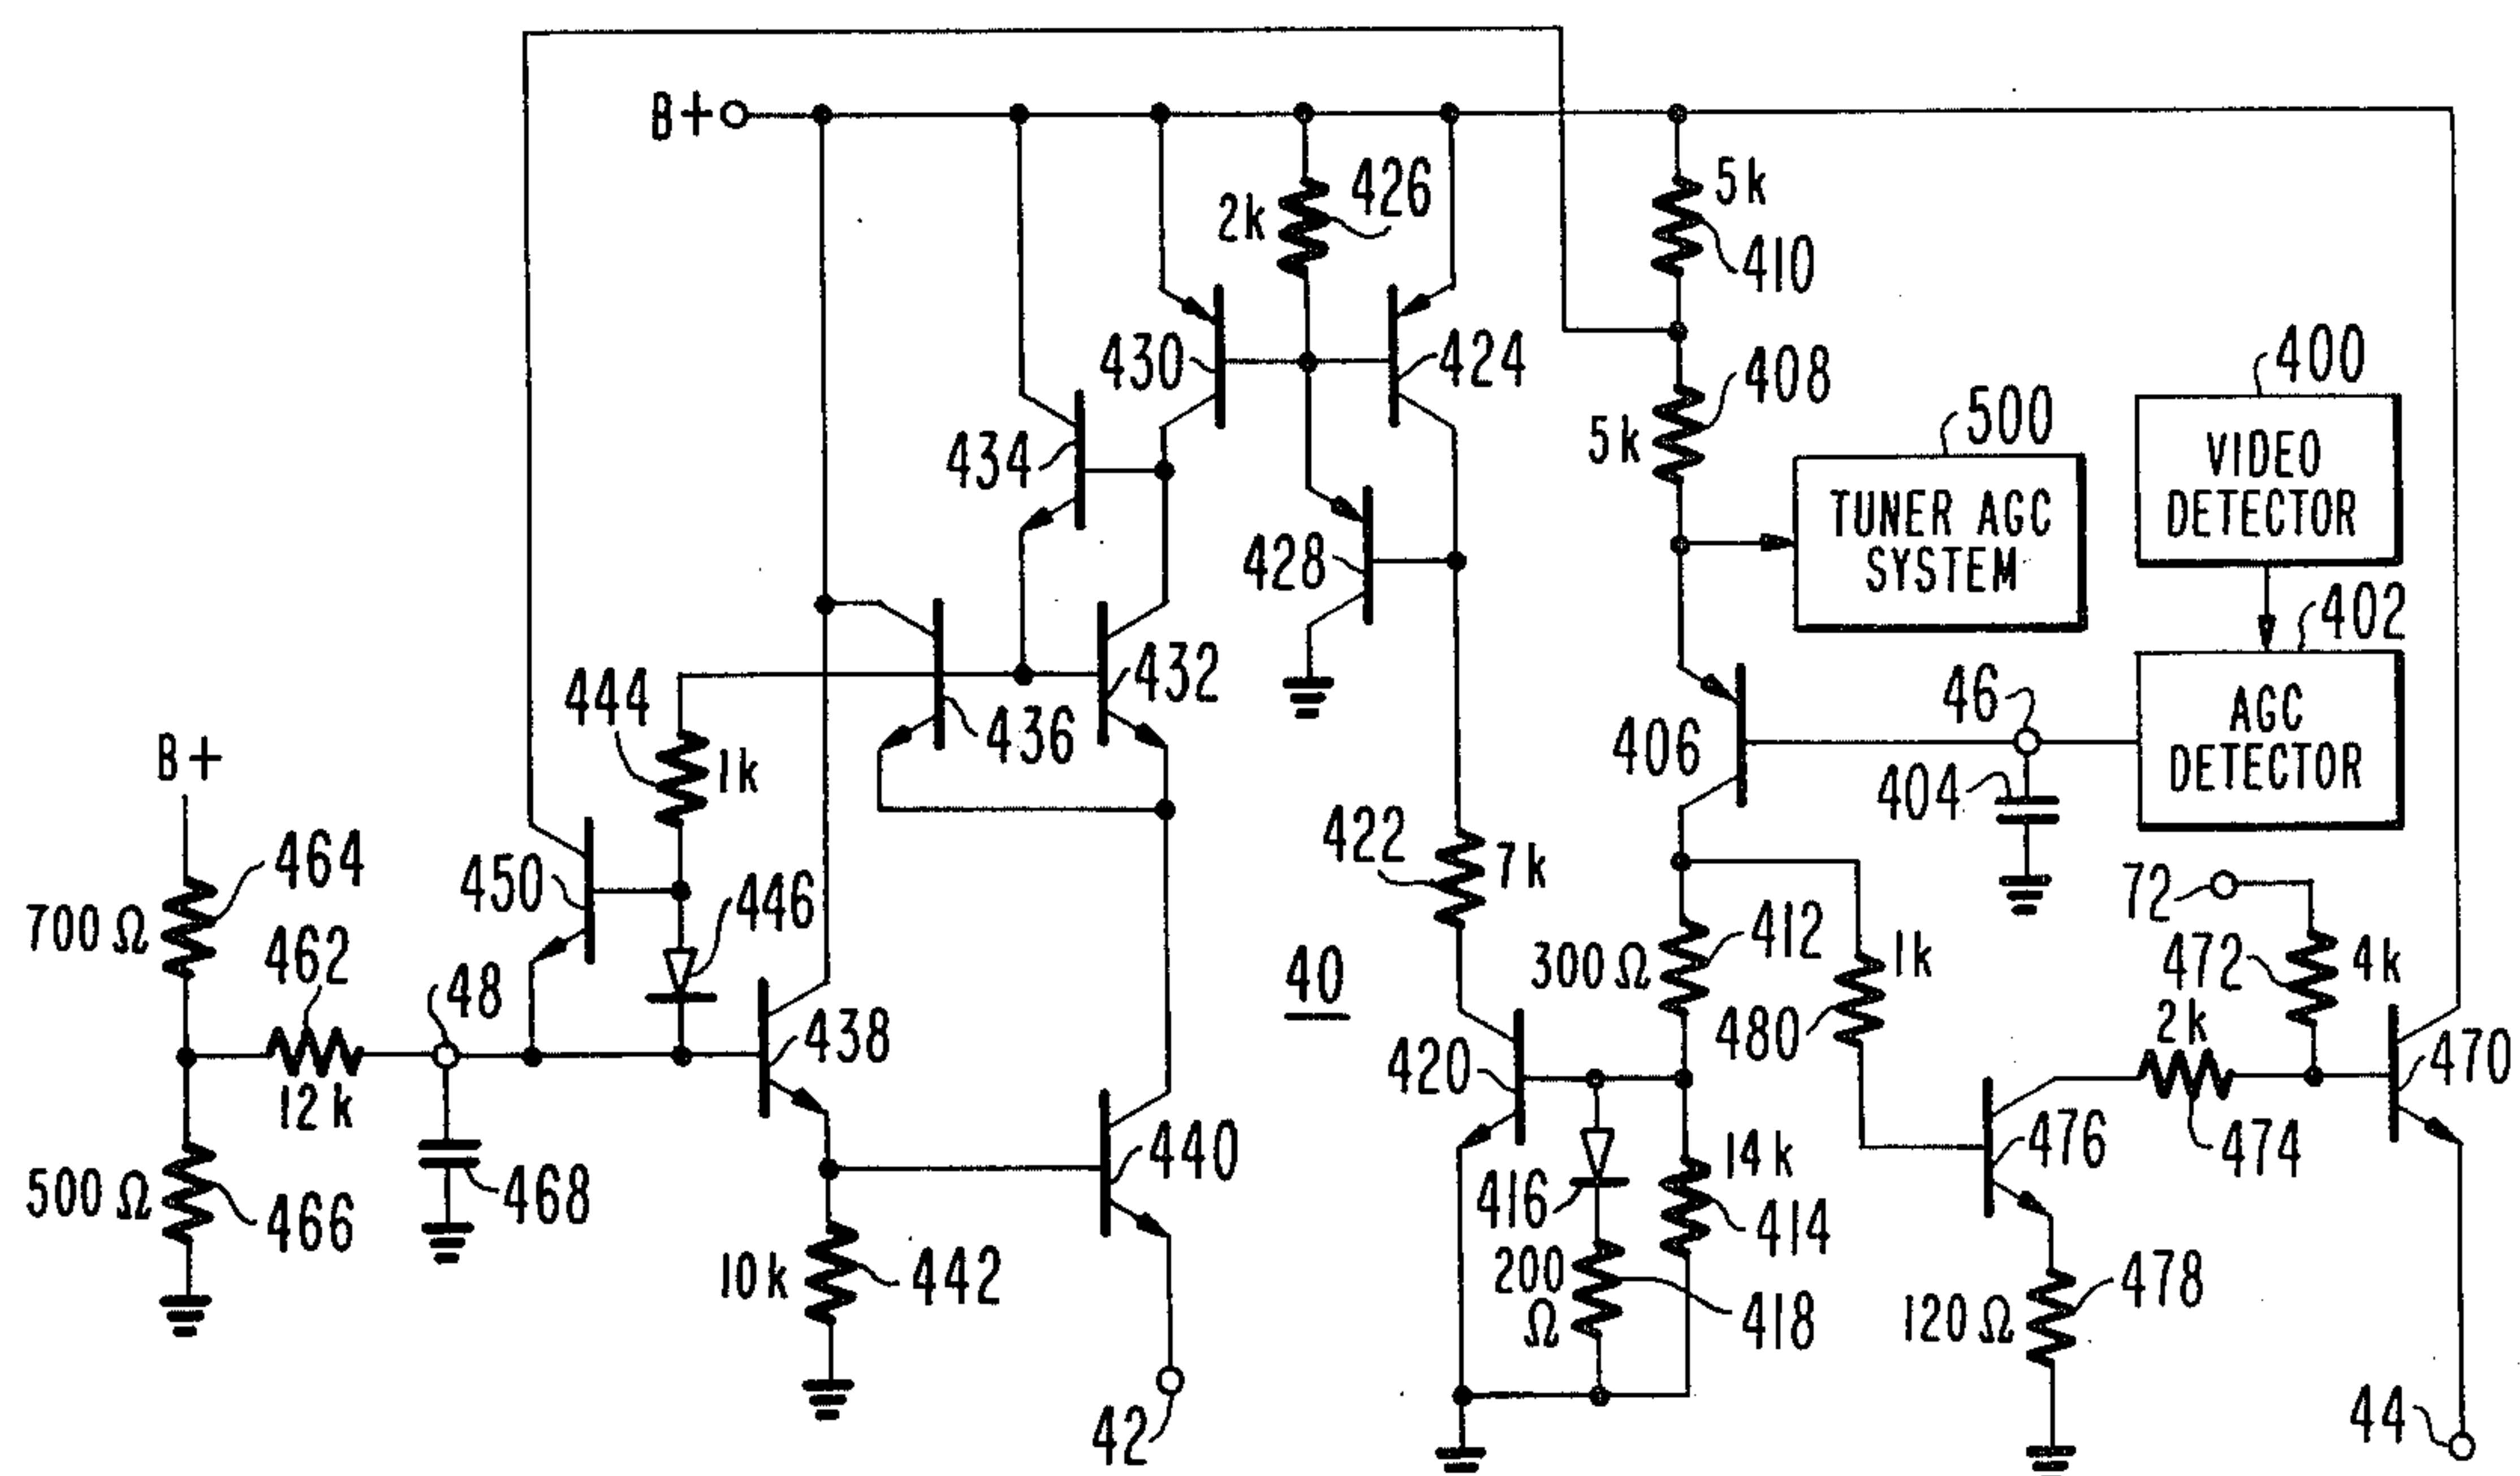 B+
2k
426
5k
410
430
424
408
400
434
5k
500
VIDEO
DETECTOR
TUNER AGC
SYSTEM
428
402
444
432
46
AGC
DETECTOR
B+
1k
436
406
404
464
450
446
422
7k
72
700 Ω
462
48
412
300 Ω
1k
472
4k
40
480
2k
12k
438
420
470
500 Ω
466
468
440
416
14k
414
476
474
10k
442
200
Ω
418
120 Ω
478
42
44